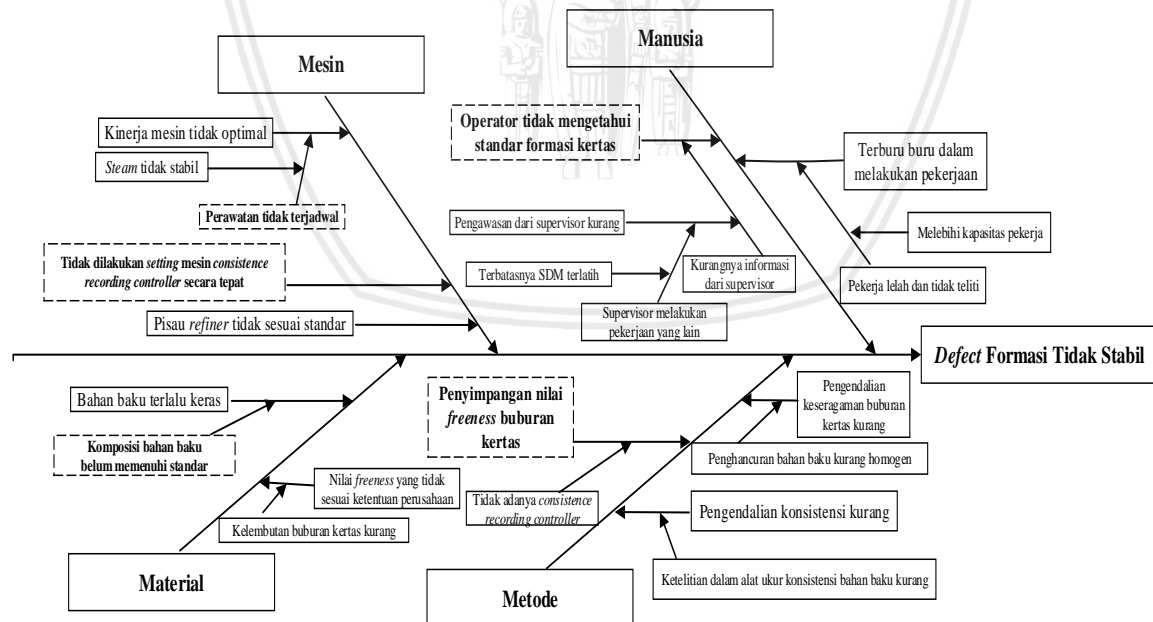 Mesin
Manusia
Kinerja mesin tidak optimal
Steam tidak stabil
Perawatan tidak terjadwal
Tidak dilakukan setting mesin consistence
recording controller secara tepat
Pisau refiner tidak sesuai standar
Operator tidak mengetahui
standar formasi kertas
Terburu buru dalam
melakukan pekerjaan
Pengawasan dari supervisor kurang
Melebihi kapasitas pekerja
Terbatasnya SDM terlatih
Kurangnya informasi
dari supervisor
Pekerja lelah dan tidak teliti
Supervisor melakukan
pekerjaan yang lain
Defect Formasi Tidak Stabil
Bahan baku terlalu keras
Komposisi bahan baku
belum memenuhi standar
Nilai freeness yang tidak
sesuai ketentuan perusahaan
Kelembutan buburan kertas kurang
Material
Penyimpangan nilai
freeness buburan
kertas
Pengendalian
keseragaman buburan
kertas kurang
Penghancuran bahan baku kurang homogen
Tidak adanya consistence
recording controller
Pengendalian konsistensi kurang
Ketelitian dalam alat ukur konsistensi bahan baku kurang
Metode